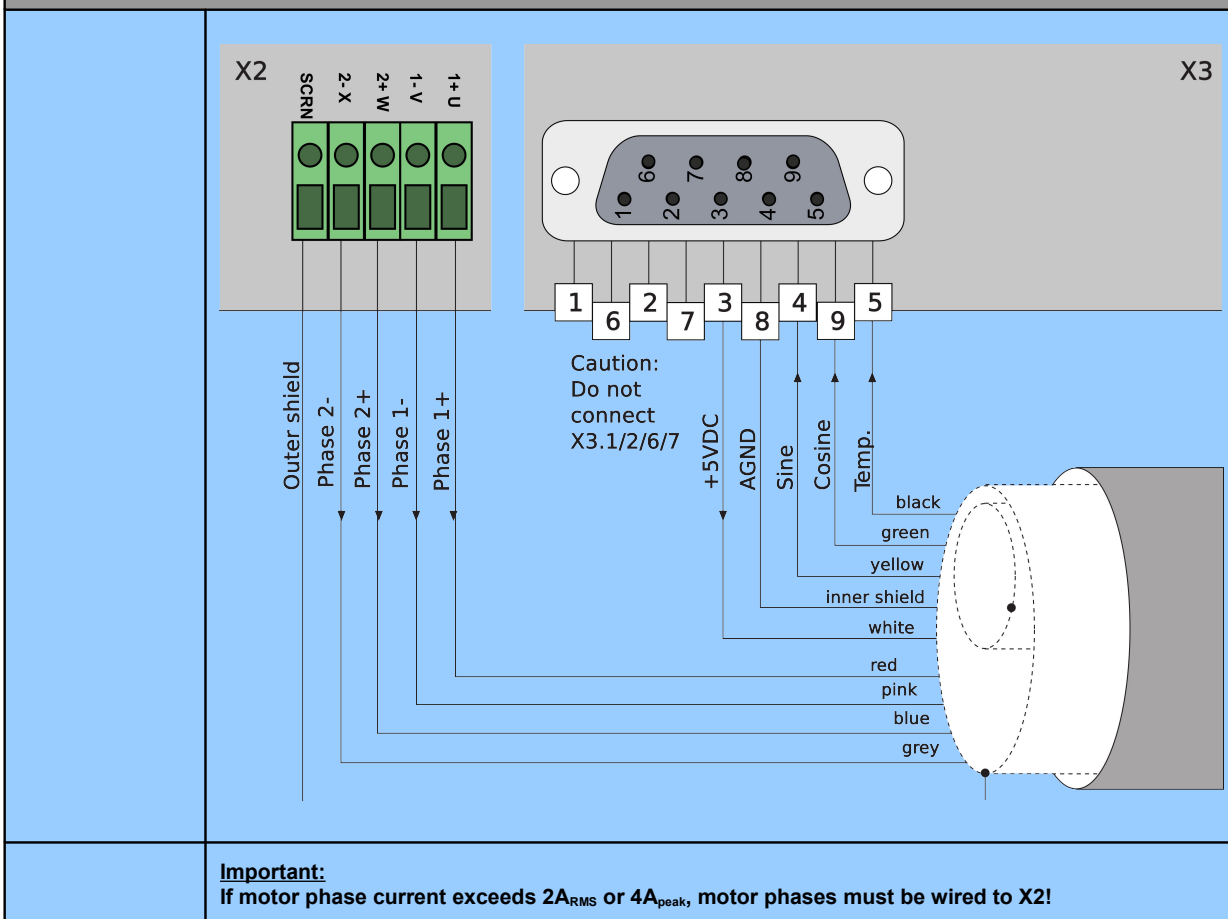 X2
SCRN
2- X
2+ W
1- V
1+ U
X3
6 7 8 9
1 2 3 4 5
1 6 2 7 3 8 4 9 5
Caution:
Do not
connect
X3.1/2/6/7
Outer shield
Phase 2-
Phase 2+
Phase 1-
Phase 1+
+5VDC
AGND
Sine
Cosine
Temp.
black
green
yellow
inner shield
white
red
pink
blue
grey
Important:
If motor phase current exceeds 2ARMS or 4Apeak, motor phases must be wired to X2!